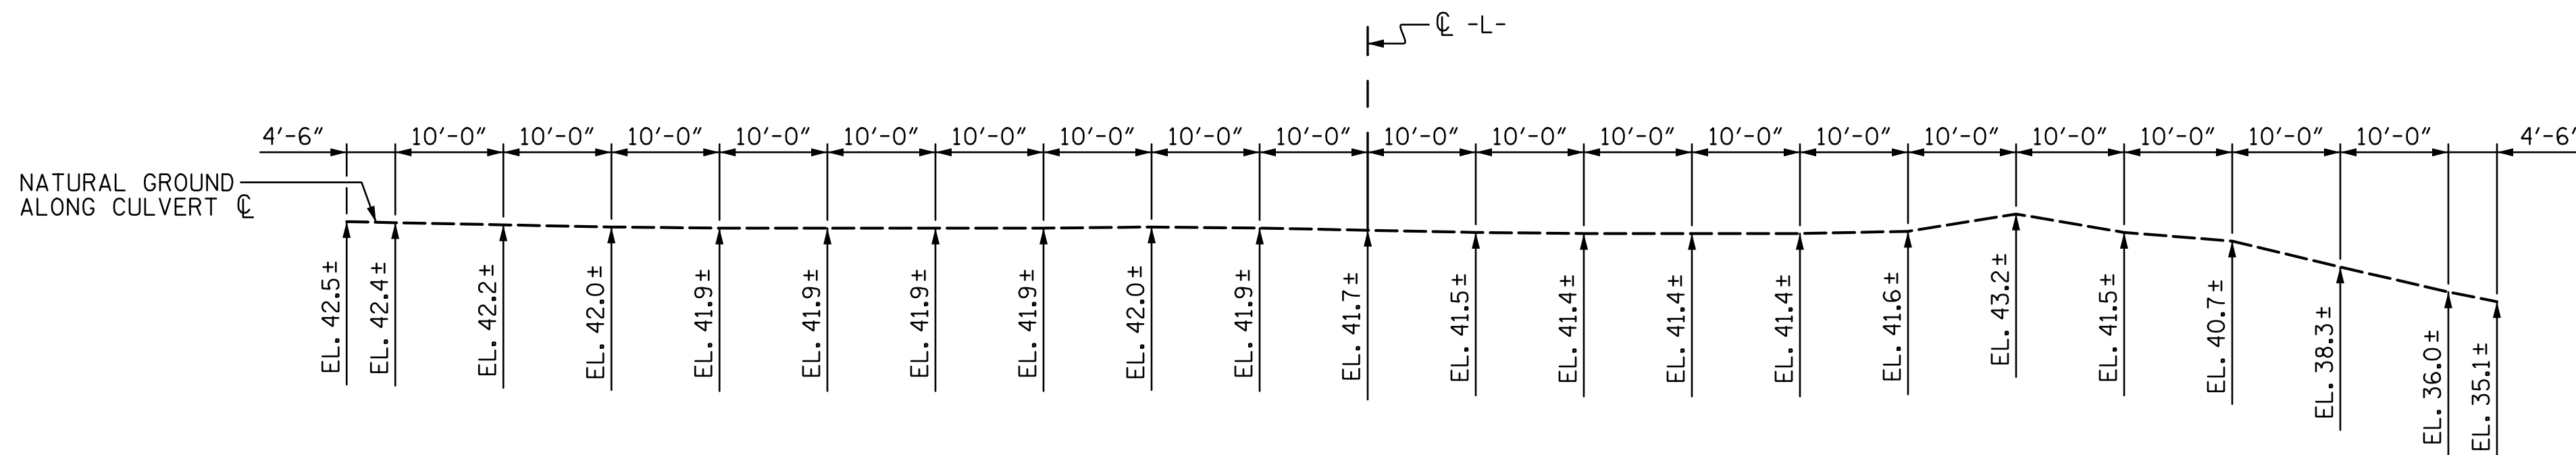 ℄ -L-
4'-6" 10'-0" 10'-0" 10'-0" 10'-0" 10'-0" 10'-0" 10'-0" 10'-0" 10'-0" 10'-0" 10'-0" 10'-0" 10'-0" 10'-0" 10'-0" 10'-0" 10'-0" 10'-0" 10'-0" 4'-6"
NATURAL GROUND
ALONG CULVERT ℄
EL. 42.5±
EL. 42.4±
EL. 42.2±
EL. 42.0±
EL. 41.9±
EL. 41.9±
EL. 41.9±
EL. 41.9±
EL. 42.0±
EL. 41.9±
EL. 41.7±
EL. 41.5±
EL. 41.4±
EL. 41.4±
EL. 41.4±
EL. 41.6±
EL. 43.2±
EL. 41.5±
EL. 40.7±
EL. 38.3±
EL. 36.0±
EL. 35.1±